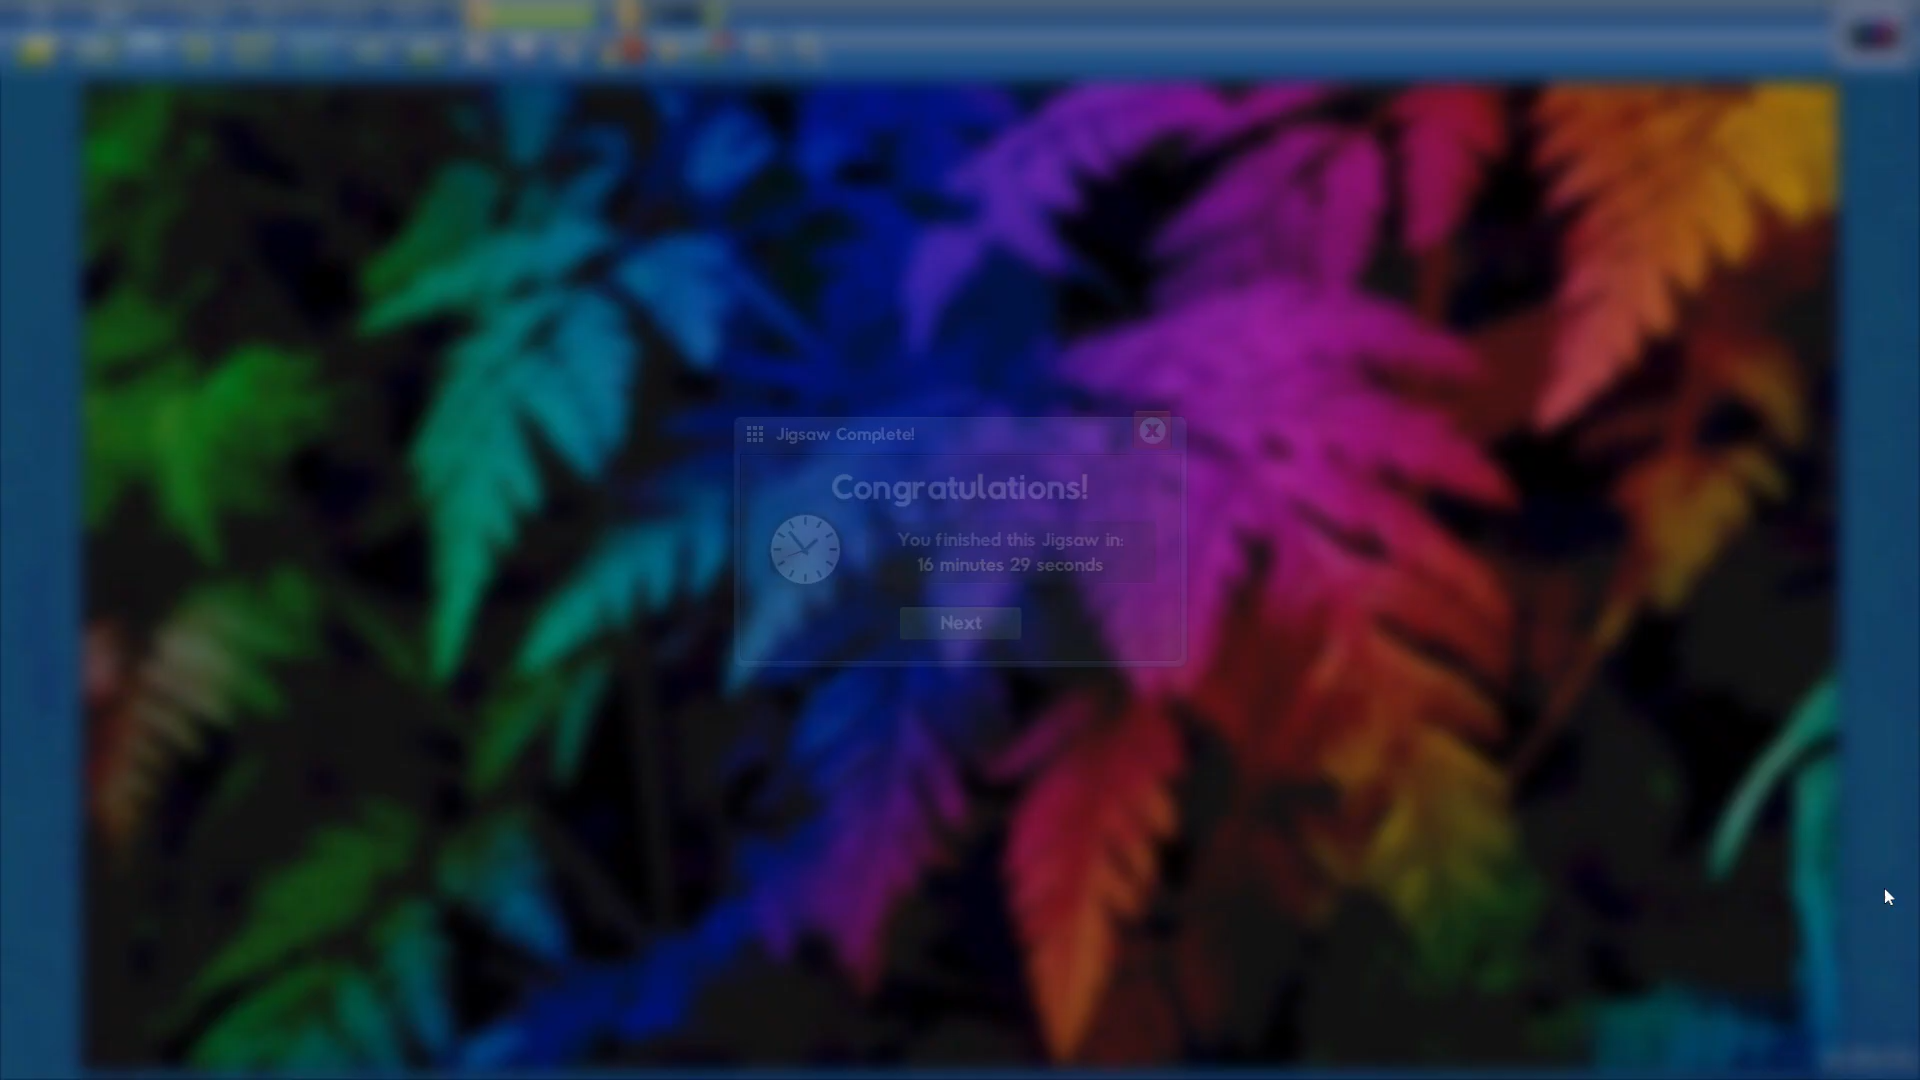 Jigsaw Complete!
Congratulations!
You finished this Jigsaw in:
16 minutes 29 seconds
Next